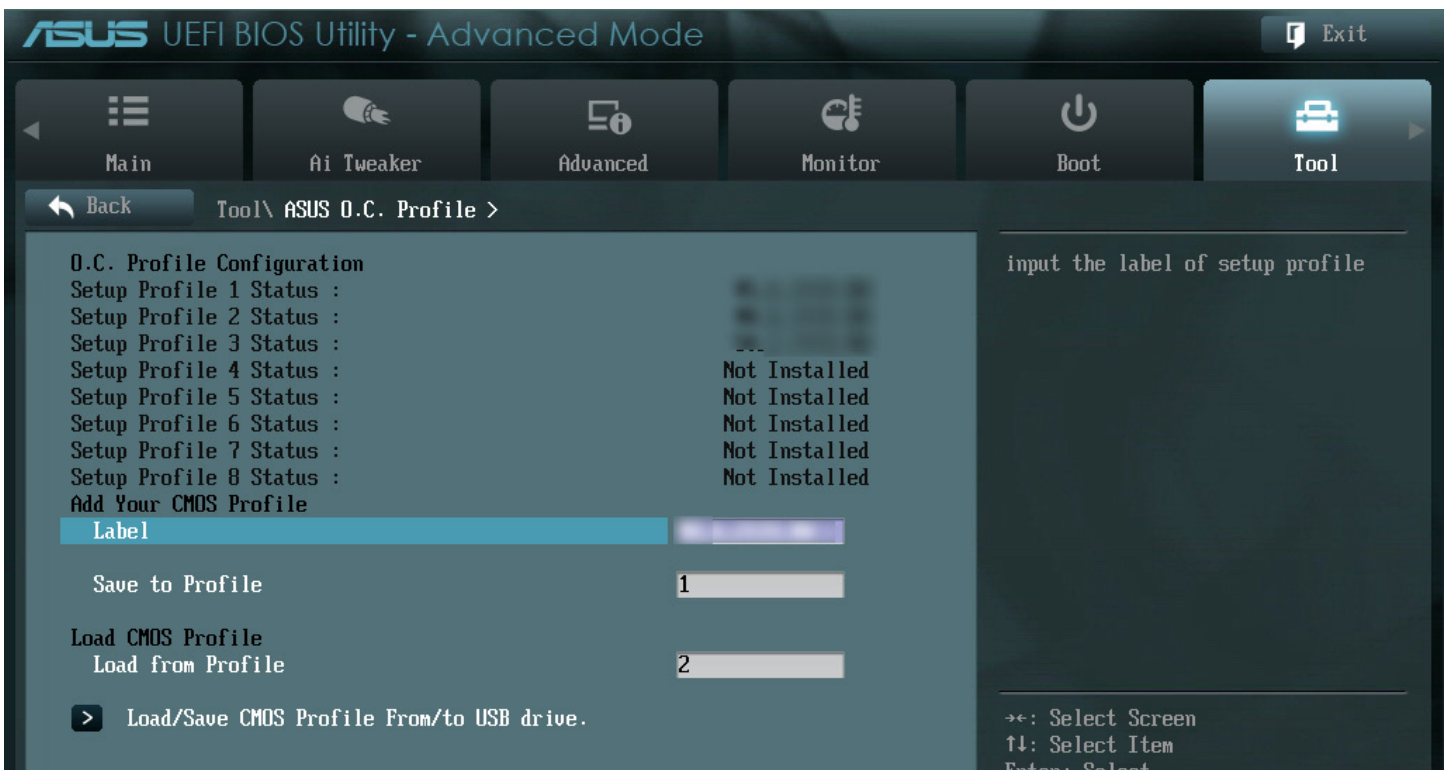 ASUS UEFI BIOS Utility - Advanced Mode
Exit
Main
Ai Tweaker
Advanced
Monitor
Boot
Tool
Back
Tool\ ASUS O.C. Profile >
O.C. Profile Configuration
Setup Profile 1 Status :
Setup Profile 2 Status :
Setup Profile 3 Status :
Setup Profile 4 Status : Not Installed
Setup Profile 5 Status : Not Installed
Setup Profile 6 Status : Not Installed
Setup Profile 7 Status : Not Installed
Setup Profile 8 Status : Not Installed
Add Your CMOS Profile
Label
Save to Profile 1
Load CMOS Profile
Load from Profile 2
> Load/Save CMOS Profile From/to USB drive.
input the label of setup profile
→←: Select Screen
↑↓: Select Item
Enter: Select